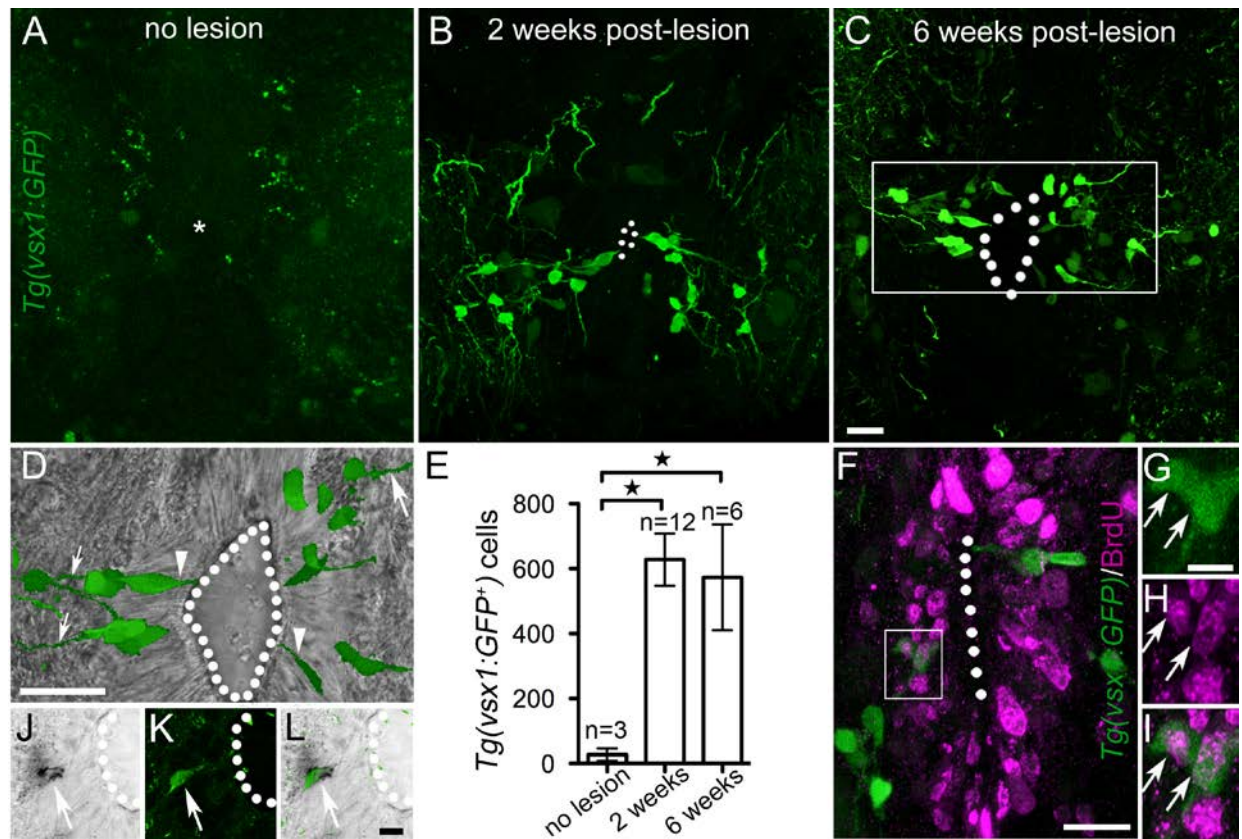 A
no lesion
B
2 weeks post-lesion
C
6 weeks post-lesion
Tg(vsx1:GFP)
*
D
E
Tg(vsx1:GFP⁺) cells
800
600
400
200
0
★
★
n=3
n=12
n=6
no lesion
2 weeks
6 weeks
F
Tg(vsx1:GFP)/BrdU
G
H
I
J
K
L